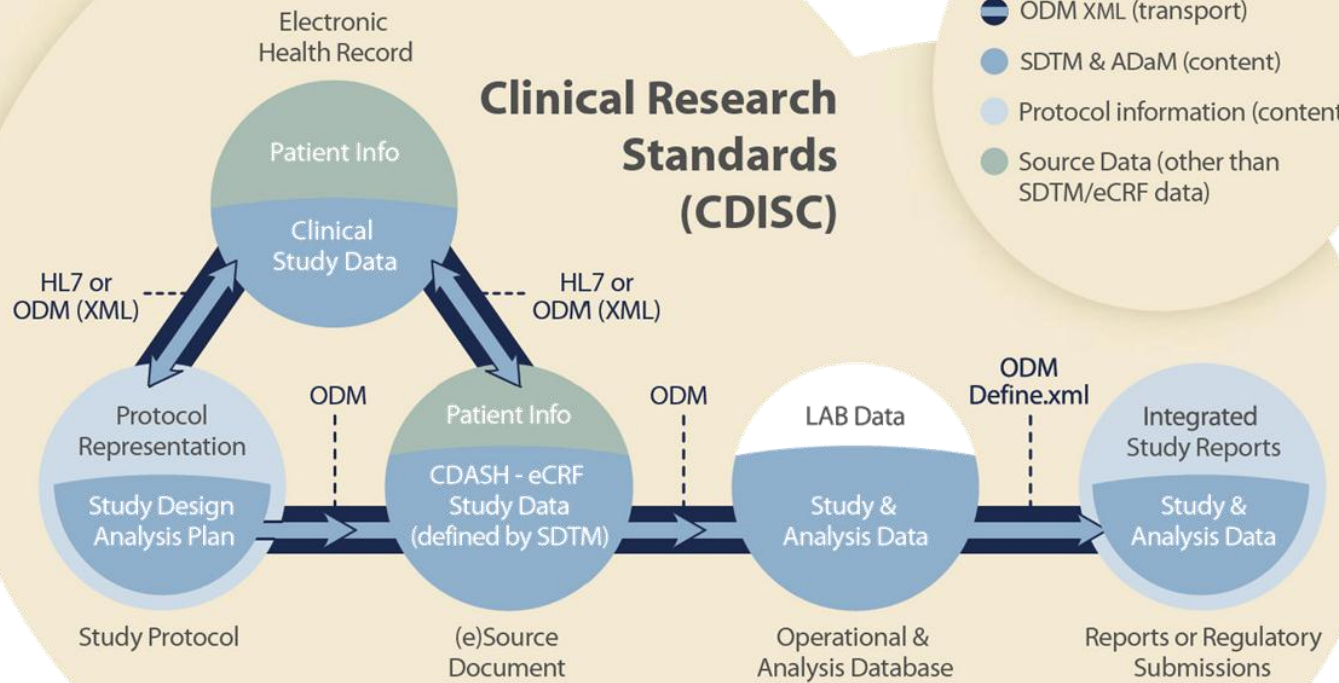 Electronic
Health Record
Patient Info
Clinical
Study Data
Clinical Research
Standards
(CDISC)
ODM XML (transport)
SDTM & ADaM (content)
Protocol information (content
Source Data (other than
SDTM/eCRF data)
HL7 or
ODM (XML)
HL7 or
ODM (XML)
Protocol
Representation
Study Design
Analysis Plan
Study Protocol
ODM
Patient Info
CDASH - eCRF
Study Data
(defined by SDTM)
(e)Source
Document
ODM
LAB Data
Study &
Analysis Data
Operational &
Analysis Database
ODM
Define.xml
Integrated
Study Reports
Study &
Analysis Data
Reports or Regulatory
Submissions